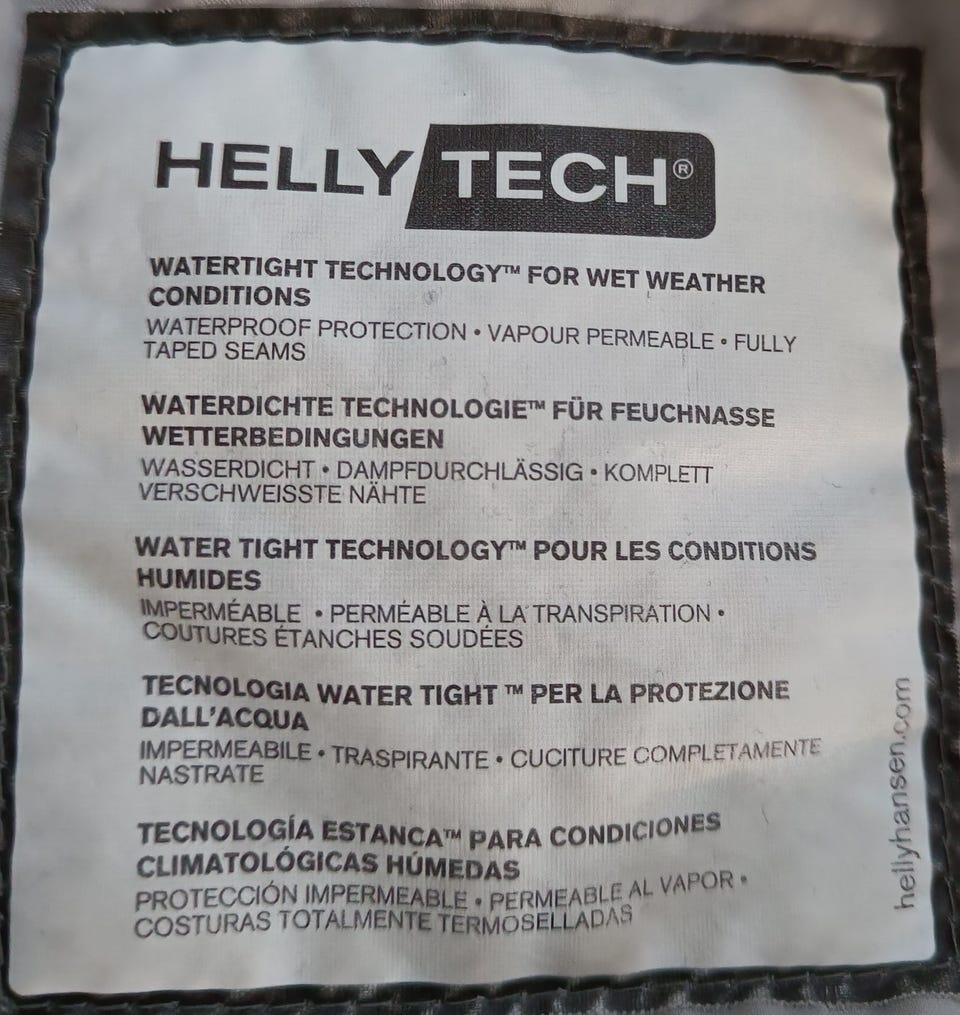 HELLY TECH®
WATERTIGHT TECHNOLOGY™ FOR WET WEATHER
CONDITIONS
WATERPROOF PROTECTION • VAPOUR PERMEABLE • FULLY
TAPED SEAMS
WATERDICHTE TECHNOLOGIE™ FÜR FEUCHNASSE
WETTERBEDINGUNGEN
WASSERDICHT • DAMPFDURCHLÄSSIG • KOMPLETT
VERSCHWEISSTE NÄHTE
WATER TIGHT TECHNOLOGY™ POUR LES CONDITIONS
HUMIDES
IMPERMÉABLE • PERMÉABLE À LA TRANSPIRATION •
COUTURES ÉTANCHES SOUDÉES
TECNOLOGIA WATER TIGHT ™ PER LA PROTEZIONE
DALL'ACQUA
IMPERMEABILE • TRASPIRANTE • CUCITURE COMPLETAMENTE
NASTRATE
TECNOLOGÍA ESTANCA™ PARA CONDICIONES
CLIMATOLÓGICAS HÚMEDAS
PROTECCIÓN IMPERMEABLE • PERMEABLE AL VAPOR •
COSTURAS TOTALMENTE TERMOSELLADAS
hellyhansen.com